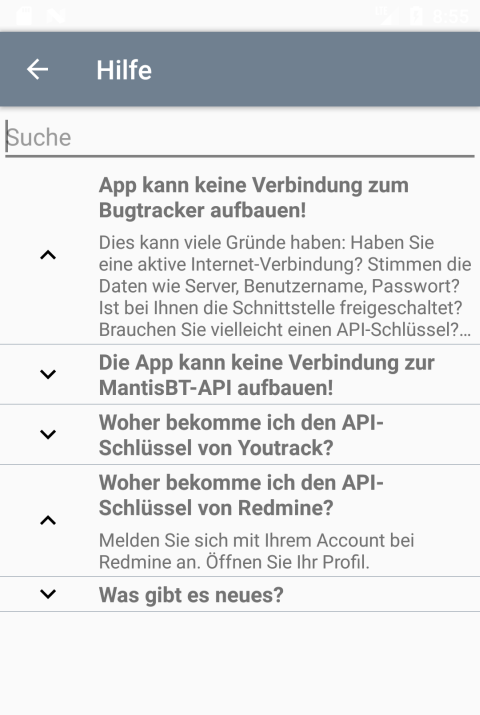 8:55
Hilfe
Suche
App kann keine Verbindung zum
Bugtracker aufbauen!
Dies kann viele Gründe haben: Haben Sie
eine aktive Internet-Verbindung? Stimmen die
Daten wie Server, Benutzername, Passwort?
Ist bei Ihnen die Schnittstelle freigeschaltet?
Brauchen Sie vielleicht einen API-Schlüssel?...
Die App kann keine Verbindung zur
MantisBT-API aufbauen!
Woher bekomme ich den API-
Schlüssel von Youtrack?
Woher bekomme ich den API-
Schlüssel von Redmine?
Melden Sie sich mit Ihrem Account bei
Redmine an. Öffnen Sie Ihr Profil.
Was gibt es neues?